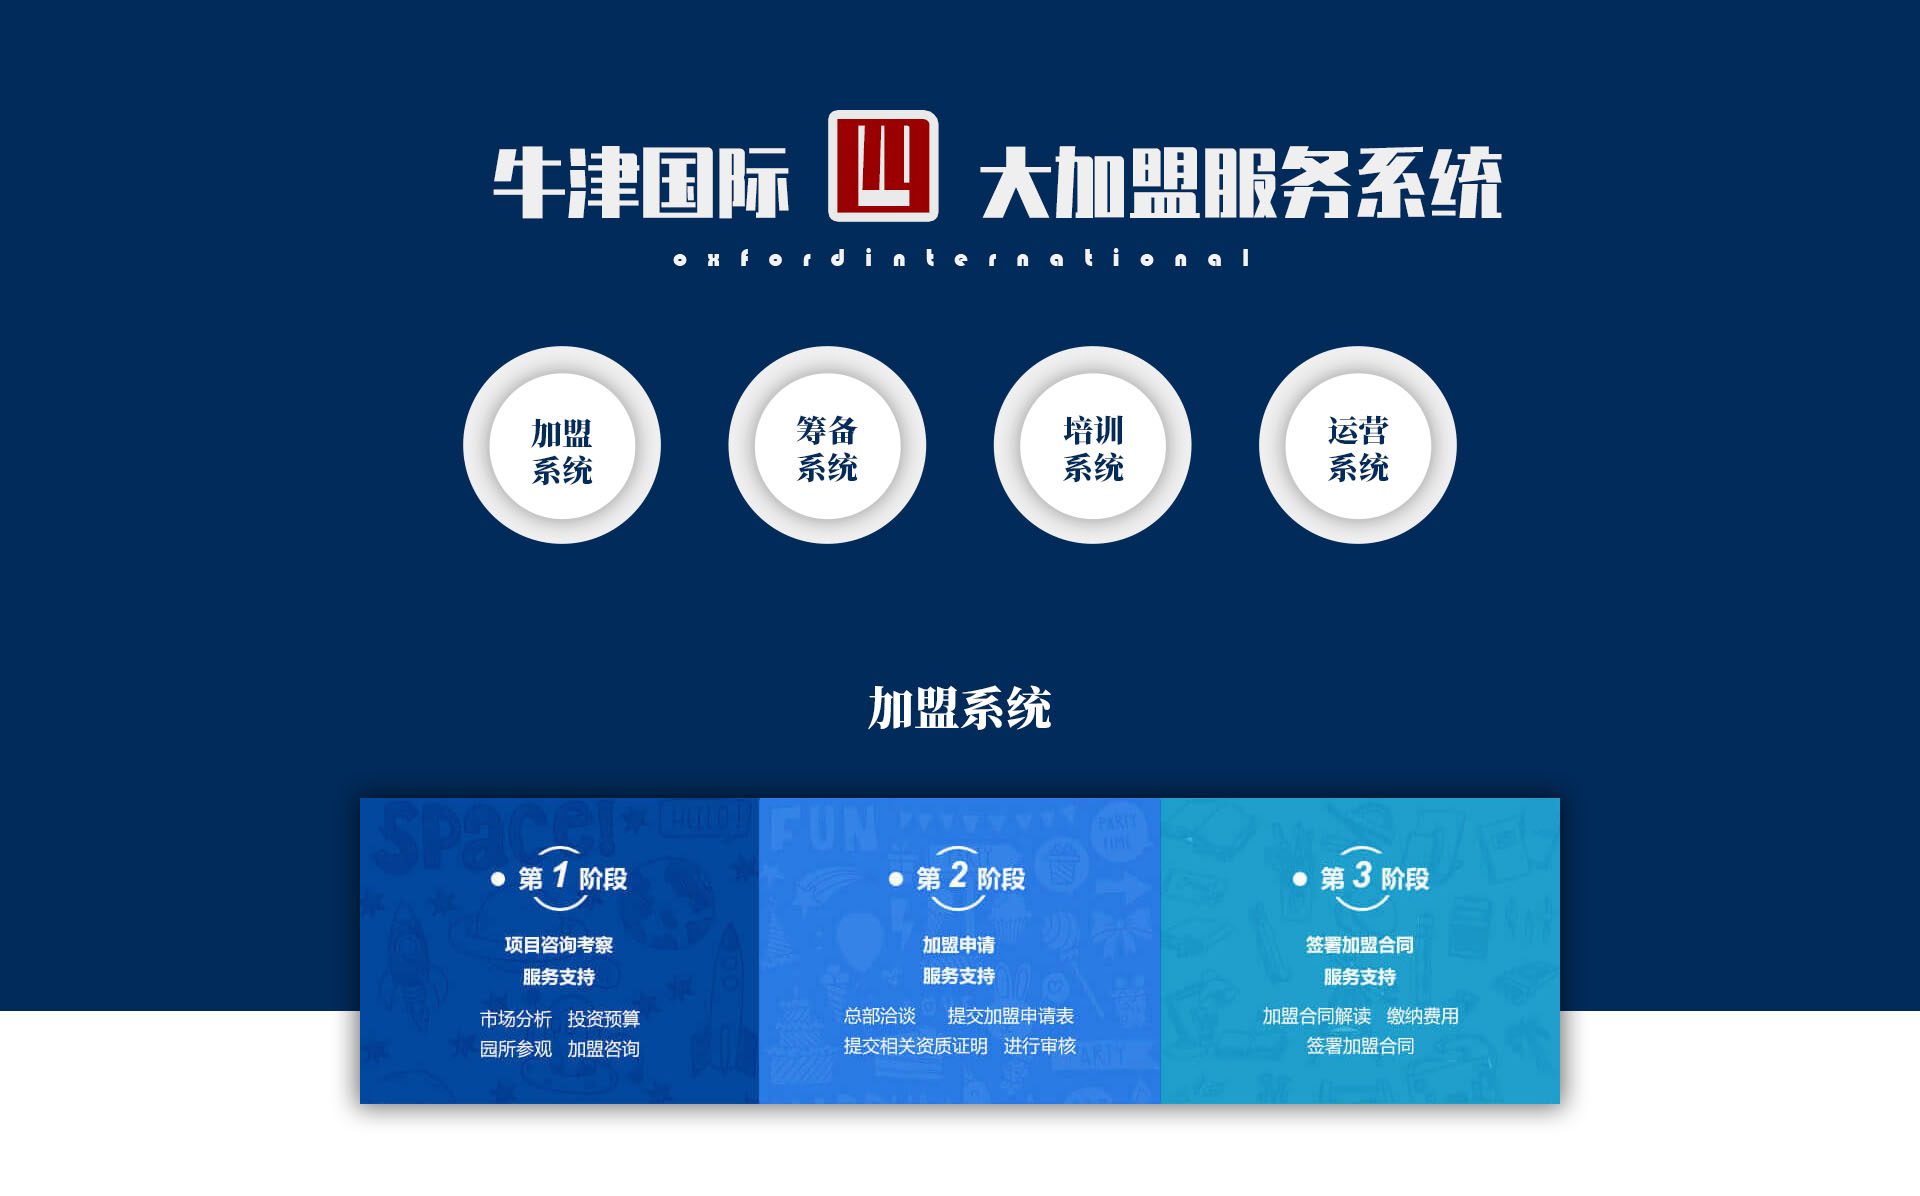 牛津国际 四 大加盟服务系统
oxfordinternational
加盟
系统
筹备
系统
培训
系统
运营
系统
加盟系统
SPace!
HELLO!
第 1 阶段
项目咨询考察
服务支持
市场分析 投资预算
园所参观 加盟咨询
FUN
PARTY
TIME
第 2 阶段
加盟申请
服务支持
总部洽谈 提交加盟申请表
提交相关资质证明 进行审核
第 3 阶段
签署加盟合同
服务支持
加盟合同解读 缴纳费用
签署加盟合同